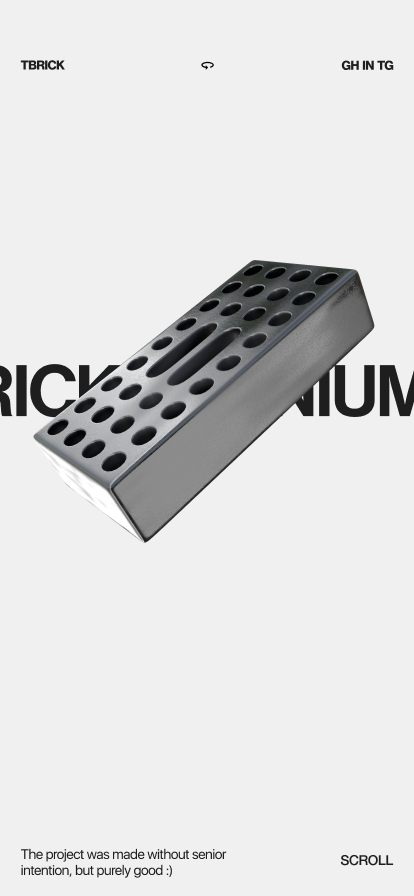 TBRICK
GH IN TG
RICK NIUM
The project was made without senior
intention, but purely good :)
SCROLL